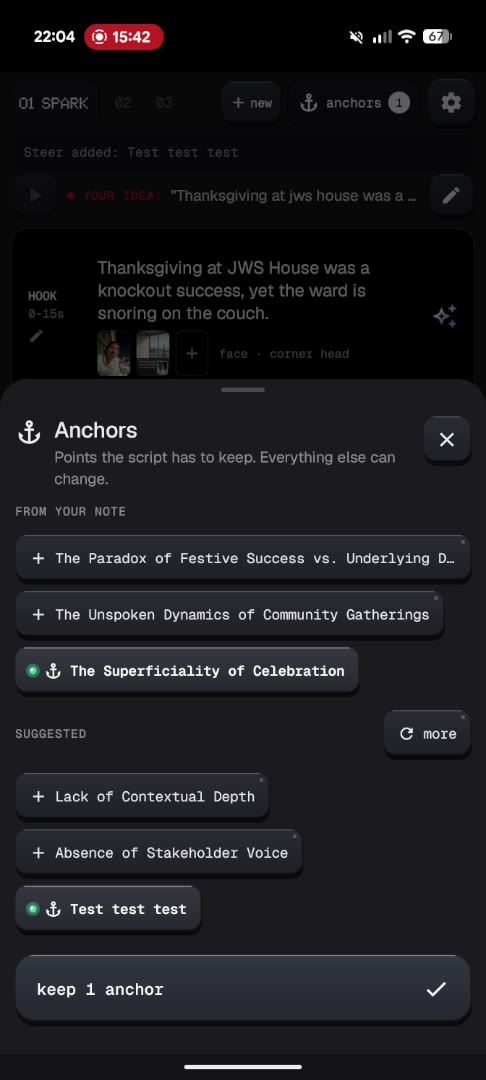 22:04
15:42
67
01 SPARK
02
03
+ new
anchors
1
Steer added: Test test test
YOUR IDEA:
"Thanksgiving at jws house was a …
HOOK
0-15s
Thanksgiving at JWS House was a
knockout success, yet the ward is
snoring on the couch.
+
face · corner head
Anchors
Points the script has to keep. Everything else can
change.
FROM YOUR NOTE
+ The Paradox of Festive Success vs. Underlying D…
+ The Unspoken Dynamics of Community Gatherings
The Superficiality of Celebration
SUGGESTED
more
+ Lack of Contextual Depth
+ Absence of Stakeholder Voice
Test test test
keep 1 anchor